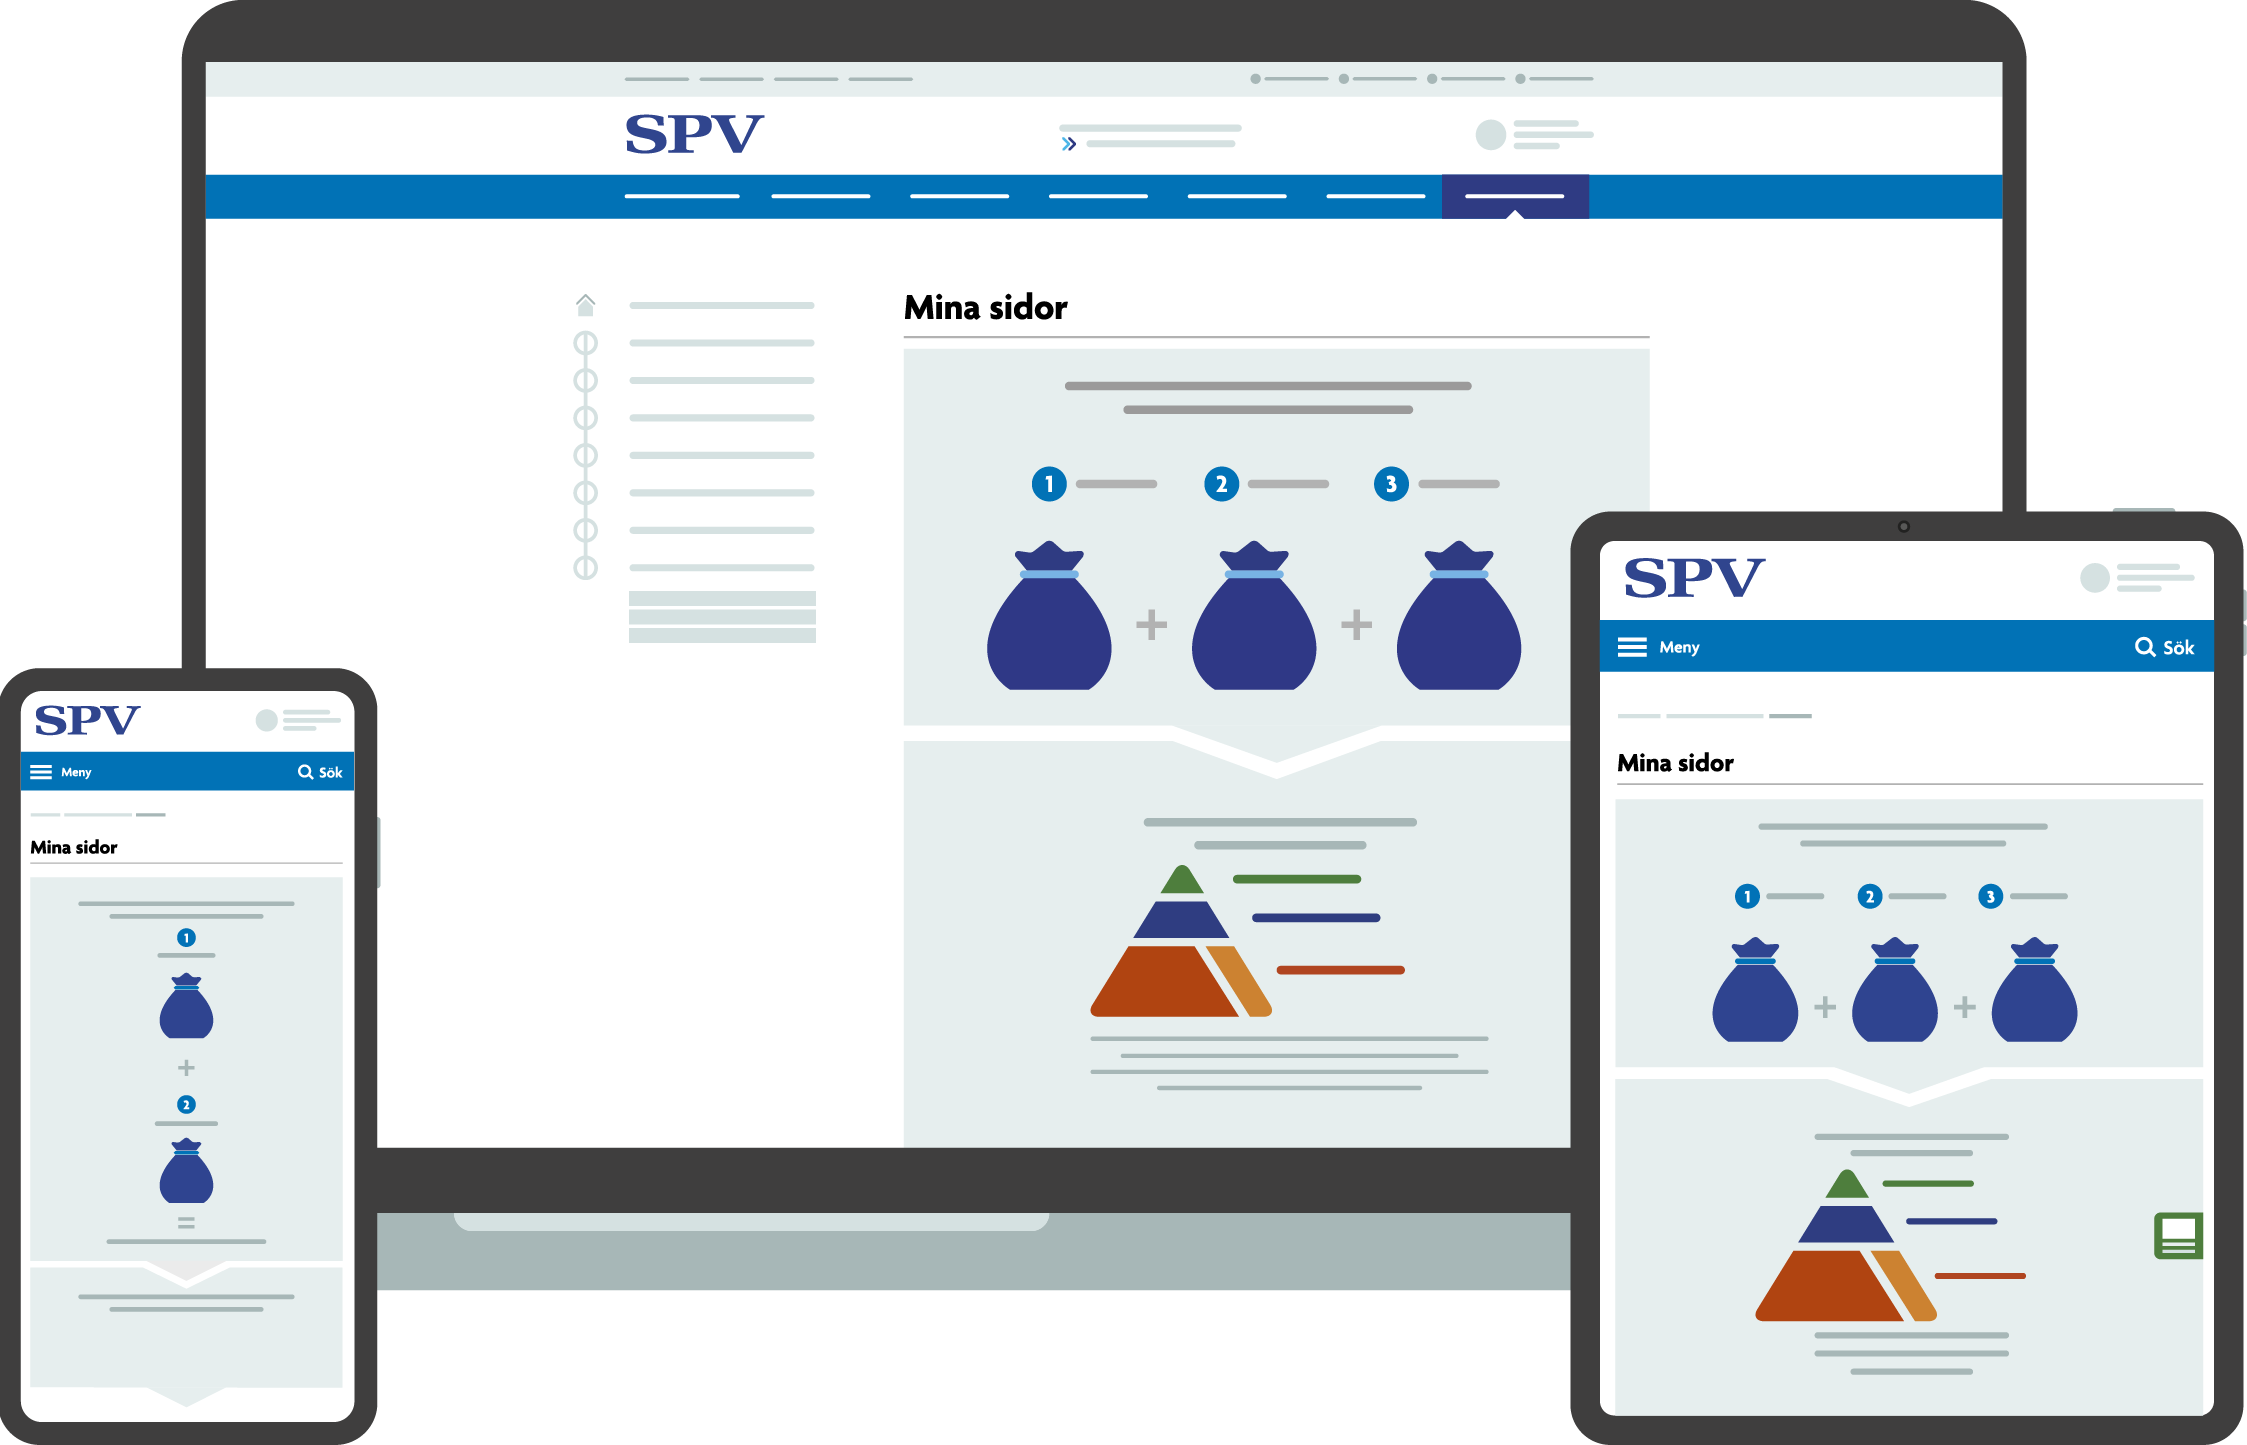 SPV
Mina sidor
1 2 3
SPV
Meny Sök
Mina sidor
1
2
SPV
Meny Sök
Mina sidor
1 2 3